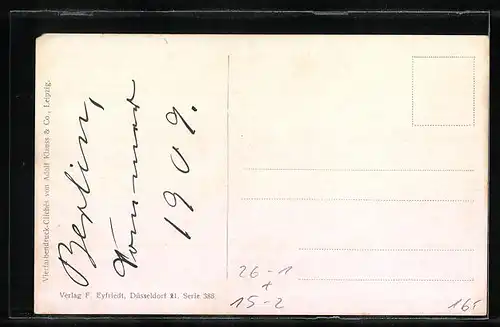 Vierfarbendruck-Clichés von Adolf Klauss & Co., Leipzig.
Berlin,
Sommer
1909.
Verlag F. Eyfriedt, Düsseldorf 21. Serie 388
26-1
+
15-2
165